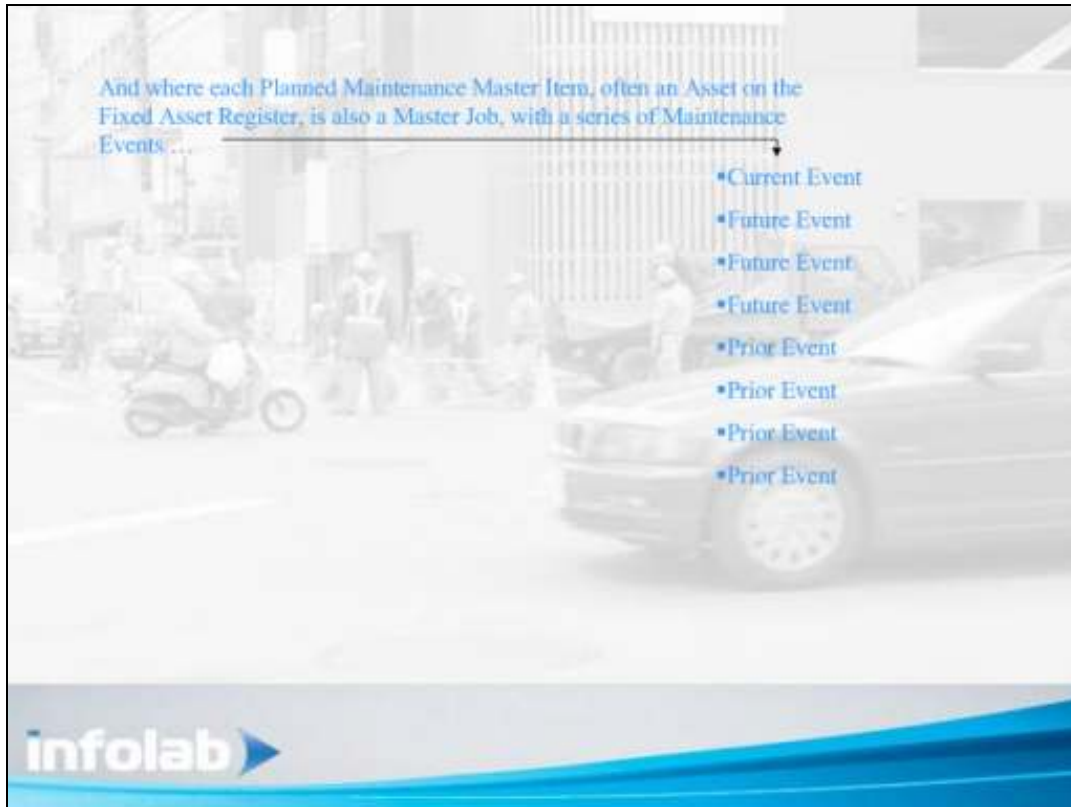 And where each Planned Maintenance Master Item, often an Asset on the
Fixed Asset Register, is also a Master Job, with a series of Maintenance
Events …
▪Current Event
▪Future Event
▪Future Event
▪Future Event
▪Prior Event
▪Prior Event
▪Prior Event
▪Prior Event
infolab